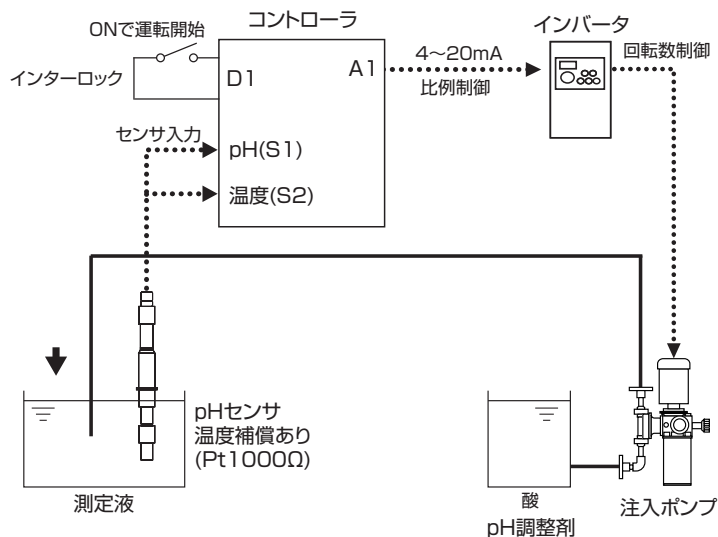 ONで運転開始
コントローラ
インバータ
インターロック
D1
A1
4〜20mA
比例制御
回転数制御
センサ入力
pH(S1)
温度(S2)
pHセンサ
温度補償あり
(Pt1000Ω)
測定液
酸
pH調整剤
注入ポンプ